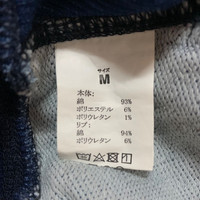 サイズ
M
本体:
綿 93%
ポリエステル 6%
ポリウレタン 1%
リブ:
綿 94%
ポリウレタン 6%